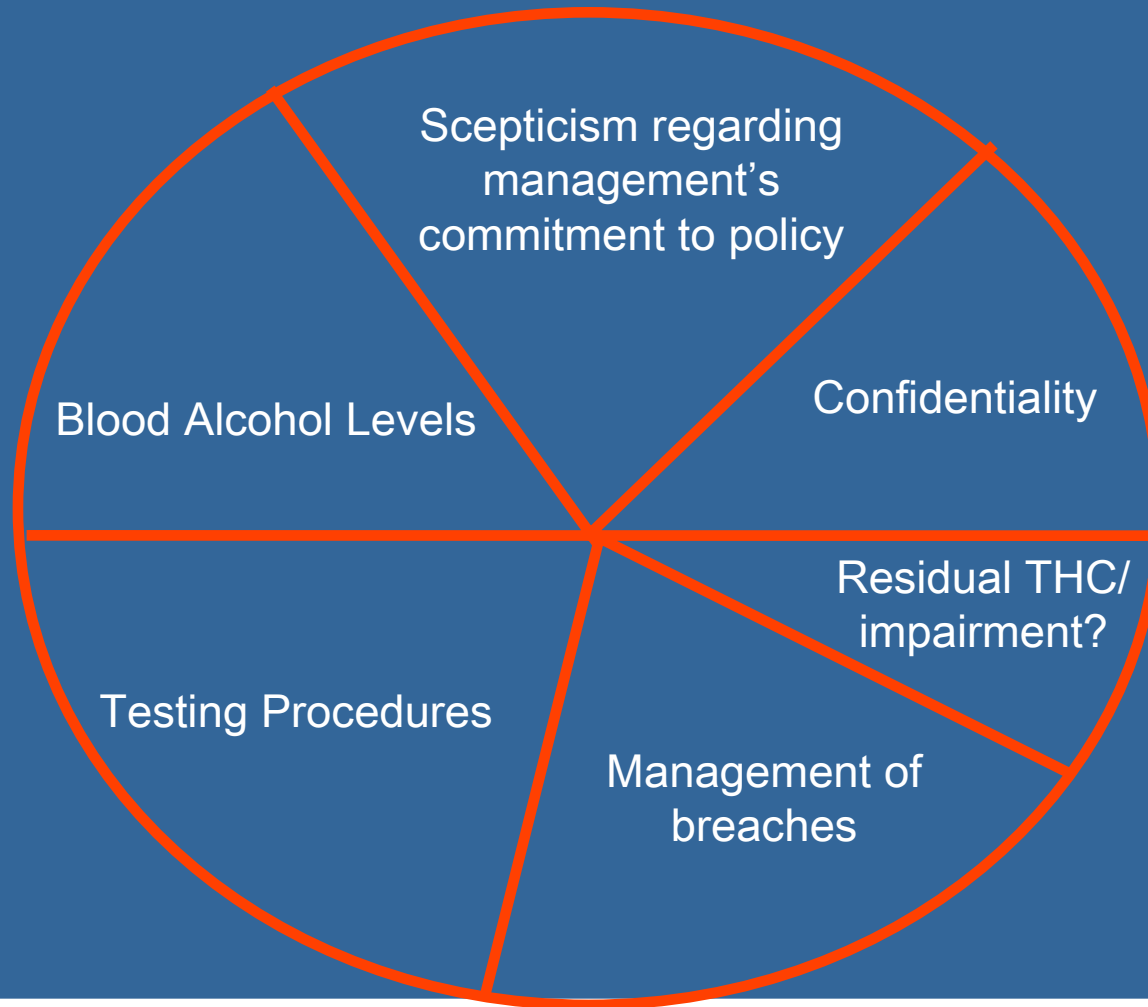 Scepticism regarding
management’s
commitment to policy
Confidentiality
Blood Alcohol Levels
Residual THC/
impairment?
Testing Procedures
Management of
breaches